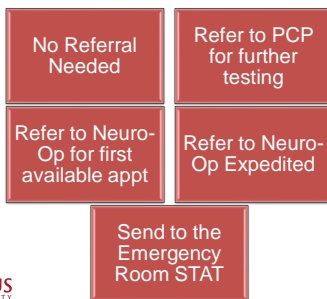 No Referral
Needed
Refer to PCP
for further
testing
Refer to Neuro-
Op for first
available appt
Refer to Neuro-
Op Expedited
Send to the
Emergency
Room STAT
US